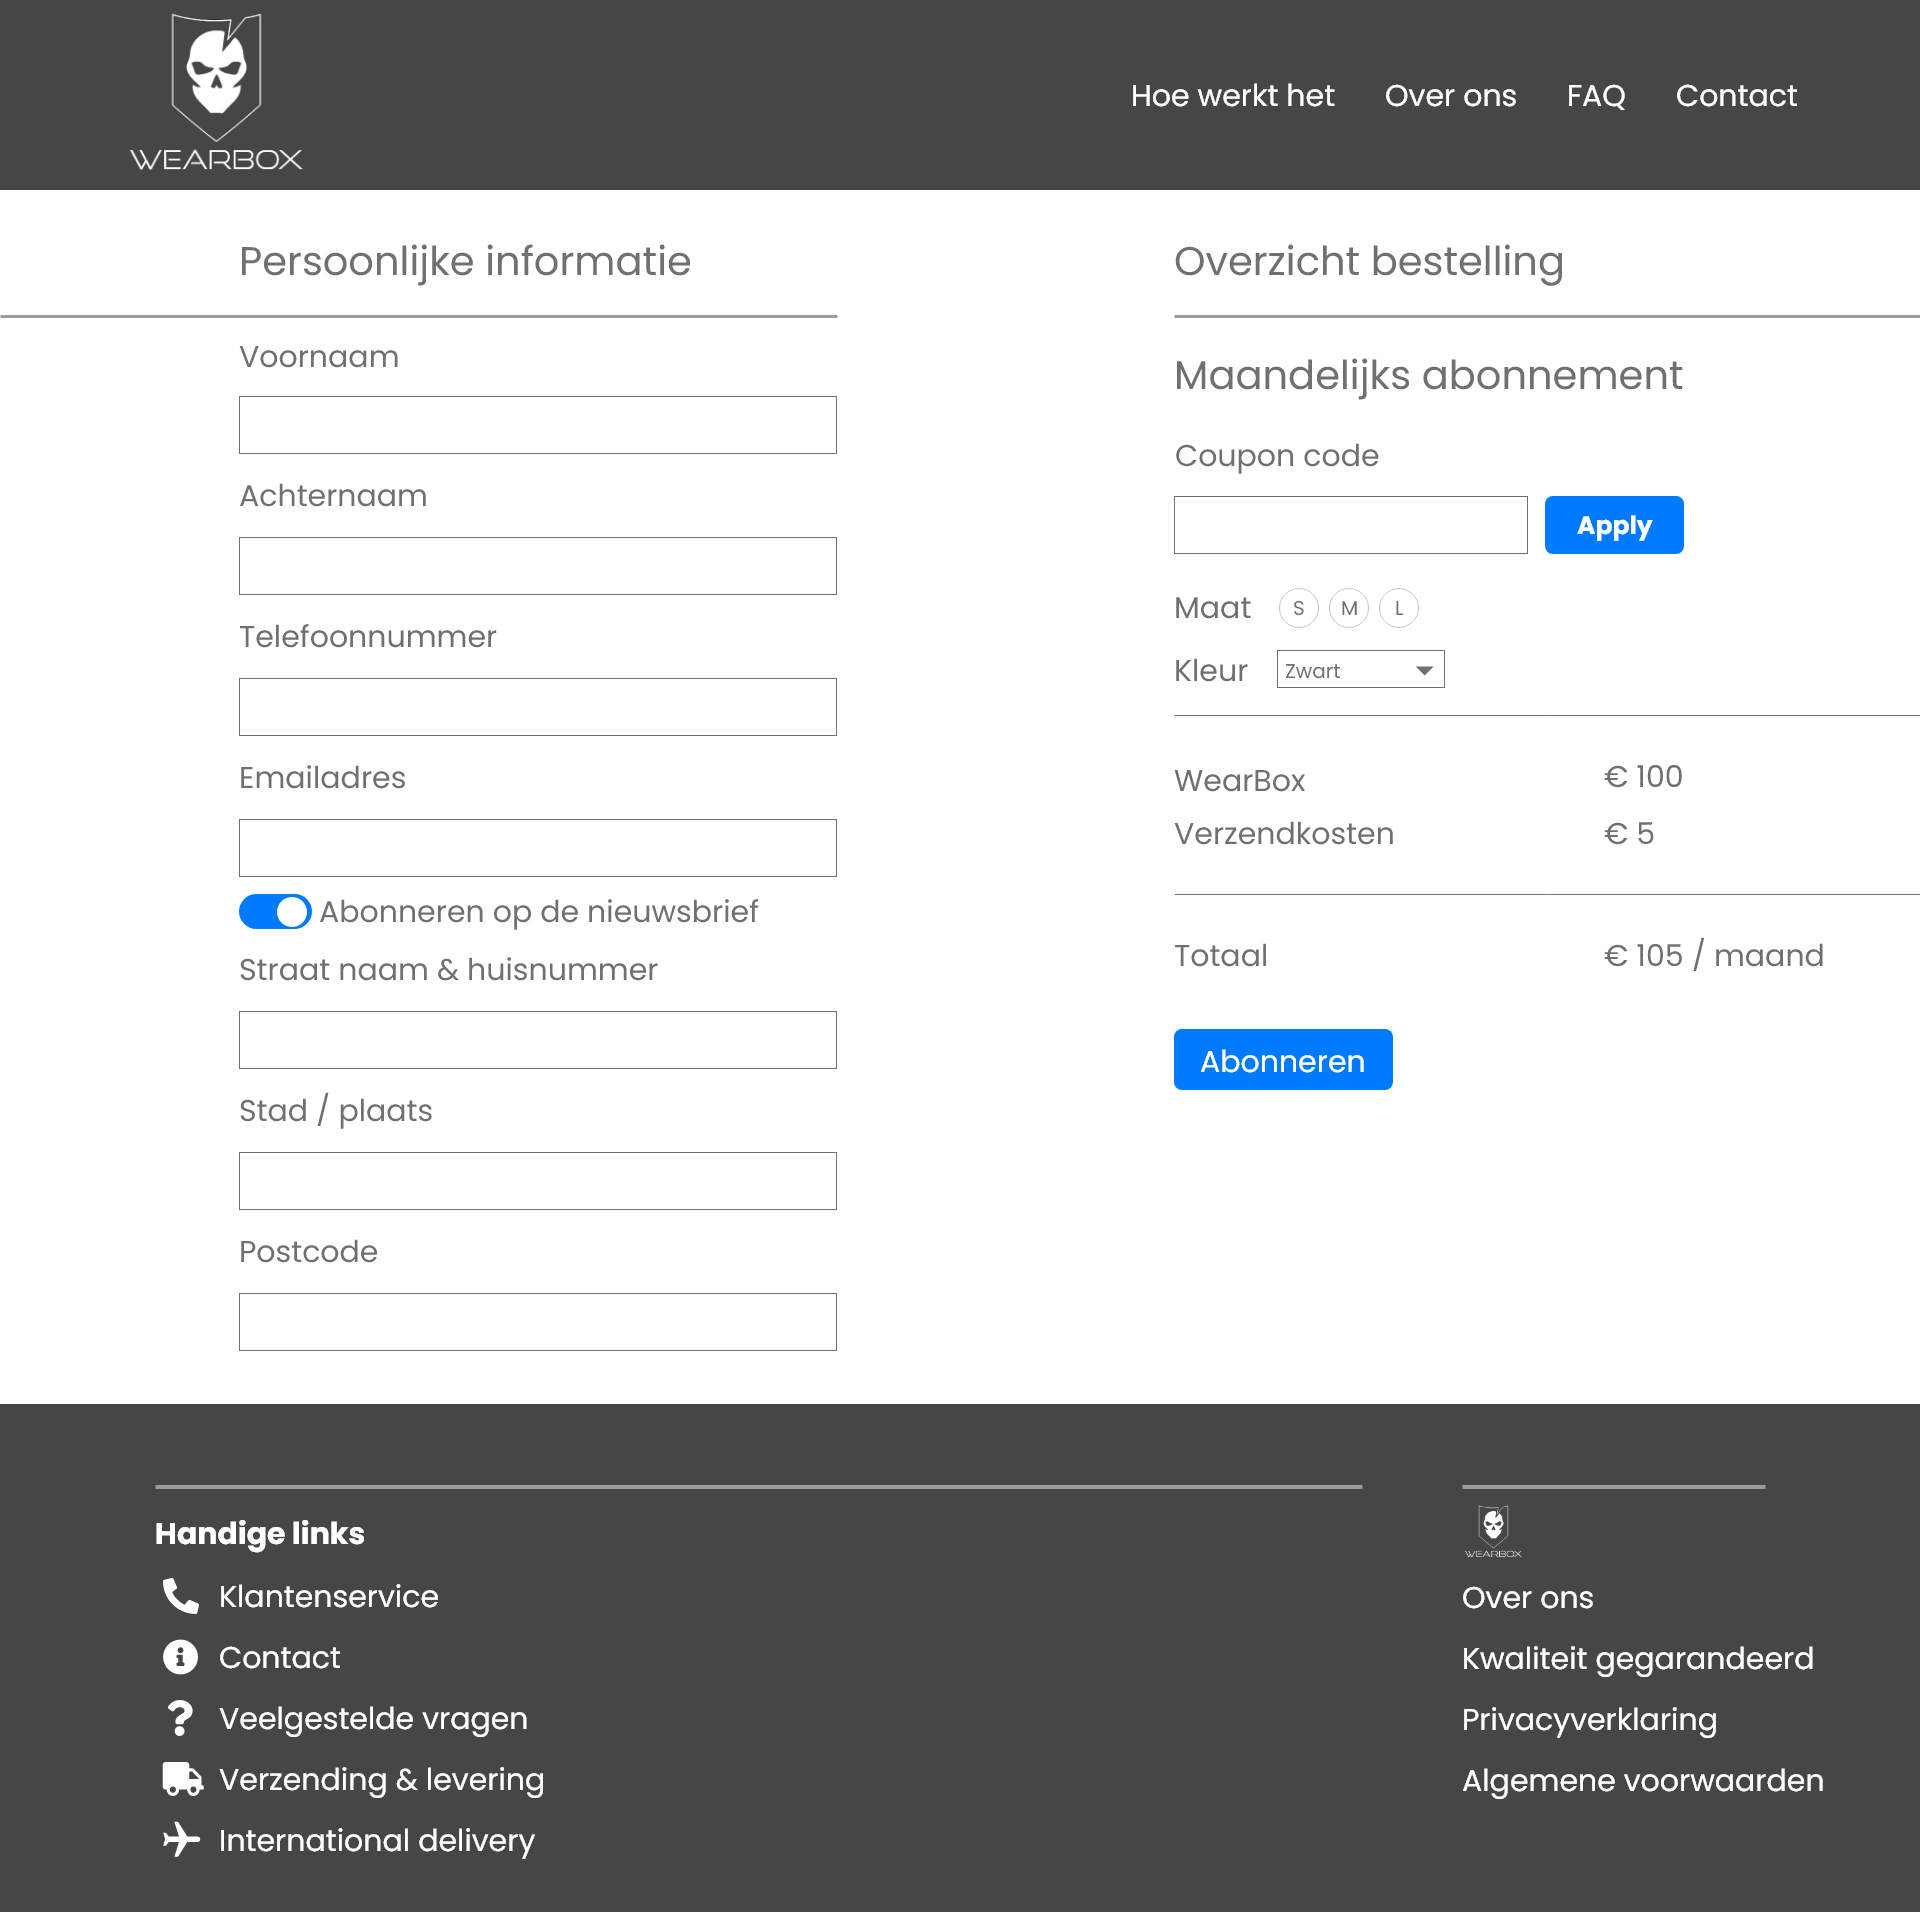 WEARBOX
Hoe werkt het
Over ons
FAQ
Contact
Persoonlijke informatie
Voornaam
Achternaam
Telefoonnummer
Emailadres
Abonneren op de nieuwsbrief
Straat naam & huisnummer
Stad / plaats
Postcode
Overzicht bestelling
Maandelijks abonnement
Coupon code
Apply
Maat S M L
Kleur Zwart
WearBox € 100
Verzendkosten € 5
Totaal € 105 / maand
Abonneren
Handige links
Klantenservice
Contact
Veelgestelde vragen
Verzending & levering
International delivery
WEARBOX
Over ons
Kwaliteit gegarandeerd
Privacyverklaring
Algemene voorwaarden